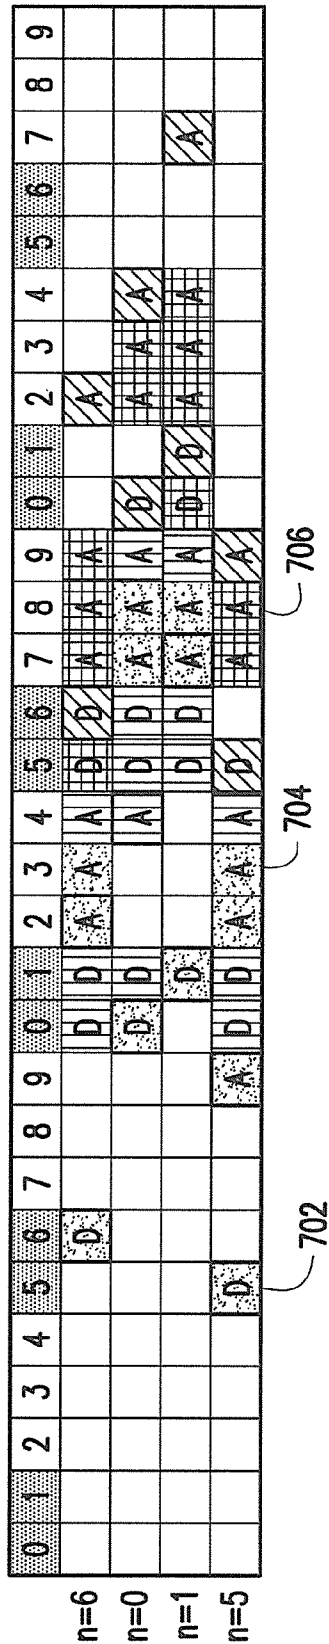 0 1 2 3 4 5 6 7 8 9 0 1 2 3 4 5 6 7 8 9 0 1 2 3 4 5 6 7 8 9
n=6 D D D A A A D D A A A A
n=0 D D A D D A A A D A A A
n=1 D D D A A A D D A A A A
n=5 D A D D A A A D A A A
702 704 706